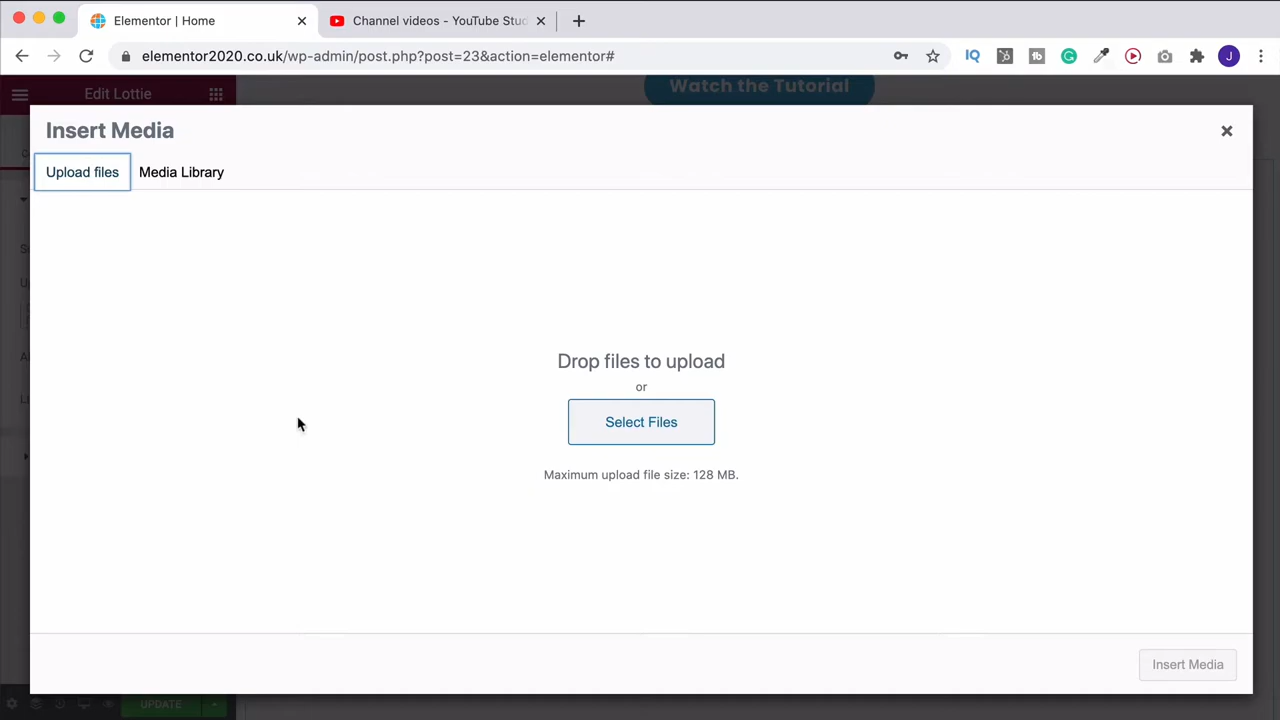 Elementor | Home
Channel videos - YouTube Stud
elementor2020.co.uk/wp-admin/post.php?post=23&action=elementor#
IQ
tb
J
Watch the Tutorial
Edit Lottie
Insert Media
Upload files
Media Library
Drop files to upload
or
Select Files
Maximum upload file size: 128 MB.
Insert Media
UPDATE